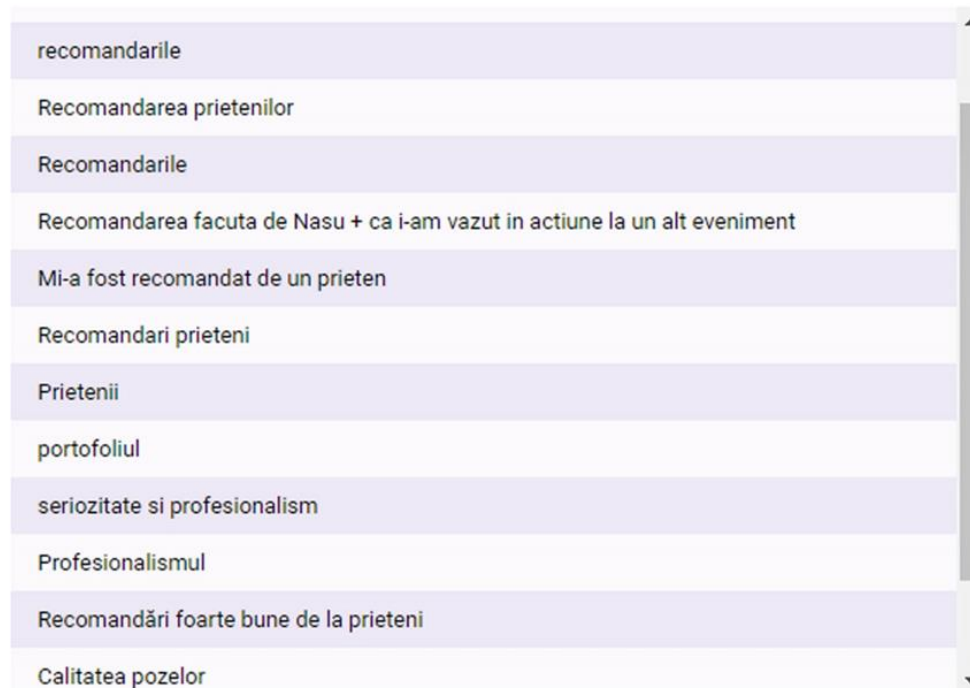 recomandarile
Recomandarea prietenilor
Recomandarile
Recomandarea facuta de Nasu + ca i-am vazut in actiune la un alt eveniment
Mi-a fost recomandat de un prieten
Recomandari prieteni
Prietenii
portofoliul
seriozitate si profesionalism
Profesionalismul
Recomandări foarte bune de la prieteni
Calitatea pozelor